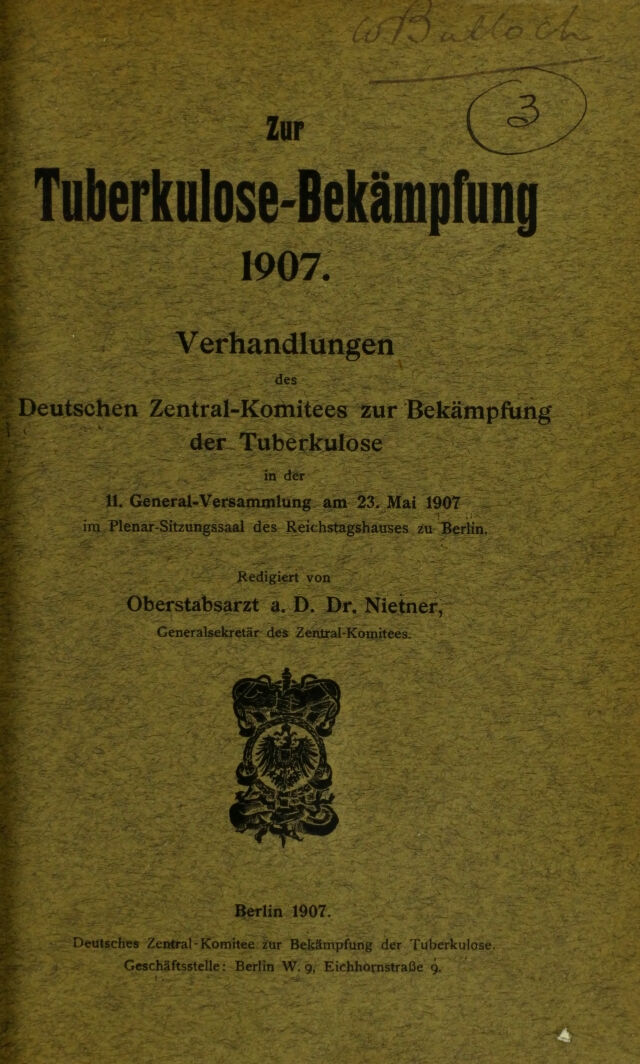 W Bulloch
3
Zur
Tuberkulose-Bekämpfung
1907.
Verhandlungen
des
Deutschen Zentral-Komitees zur Bekämpfung
der Tuberkulose
in der
11. General-Versammlung am 23. Mai 1907
im Plenar-Sitzungssaal des Reichstagshauses zu Berlin.
Redigiert von
Oberstabsarzt a. D. Dr. Nietner,
Generalsekretär des Zentral-Komitees.
Berlin 1907.
Deutsches Zentral-Komitee zur Bekämpfung der Tuberkulose.
Geschäftsstelle: Berlin W. 9, Eichhornstraße 9.